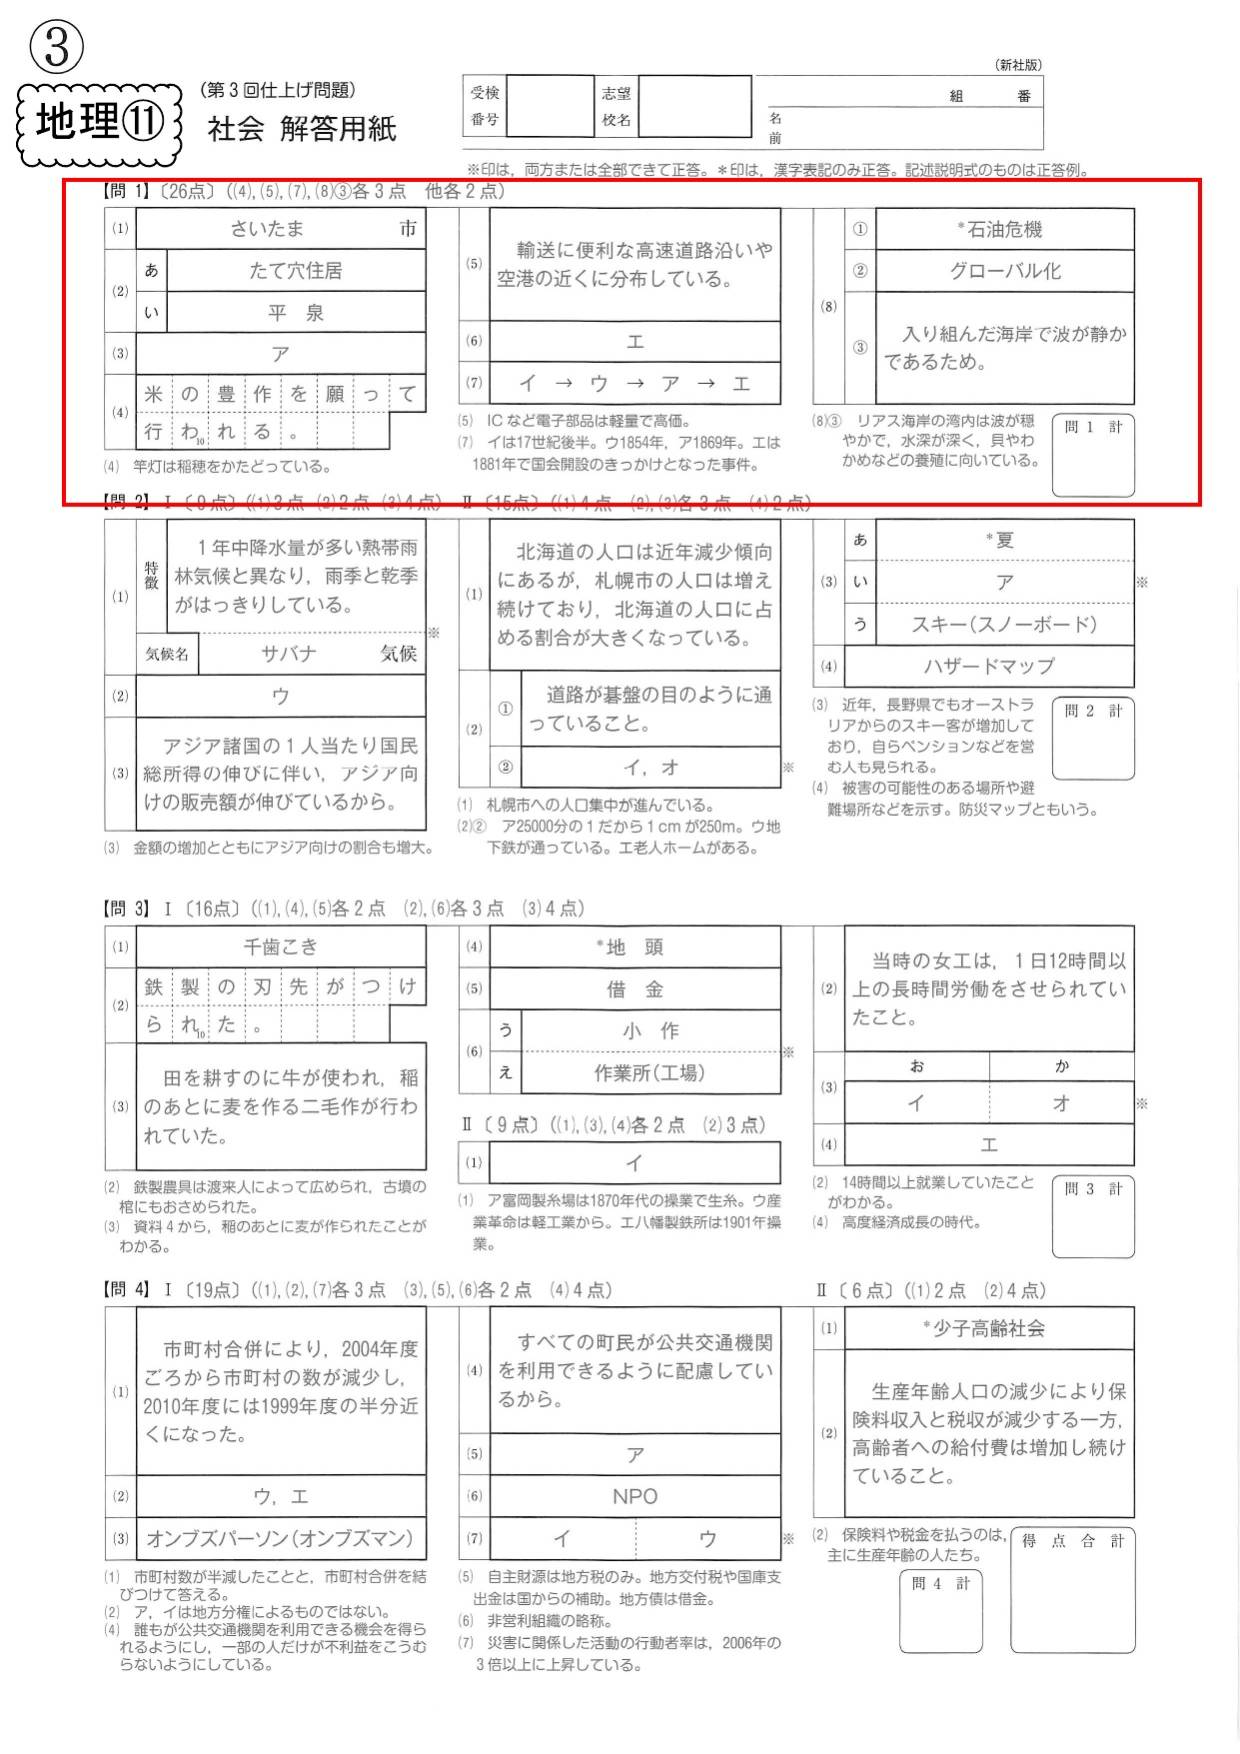 ③
地理⑪
(第3回仕上げ問題)
社会 解答用紙
(新社版)
受検番号
志望校名
組 番
名前
※印は，両方または全部できて正答。＊印は，漢字表記のみ正答。記述説明式のものは正答例。
【問 1】〔26点〕((4),(5),(7),(8)③各3点 他各2点)
(1) さいたま 市
(2) あ たて穴住居
い 平 泉
(3) ア
(4) 米の豊作を願って
行われる。
10
(4) 竿灯は稲穂をかたどっている。
(5) 輸送に便利な高速道路沿いや
空港の近くに分布している。
(6) エ
(7) イ → ウ → ア → エ
(5) ICなど電子部品は軽量で高価。
(7) イは17世紀後半。ウ1854年，ア1869年。エは
1881年で国会開設のきっかけとなった事件。
(8) ① *石油危機
② グローバル化
③ 入り組んだ海岸で波が静か
であるため。
(8)③ リアス海岸の湾内は波が穏
やかで，水深が深く，貝やわ
かめなどの養殖に向いている。
問 1 計
【問 2】 Ⅰ 〔9点〕((1)3点 (2)2点 (3)4点)
(1) 特徴 1年中降水量が多い熱帯雨
林気候と異なり，雨季と乾季
がはっきりしている。
気候名 サバナ 気候 ※
(2) ウ
(3) アジア諸国の1人当たり国民
総所得の伸びに伴い，アジア向
けの販売額が伸びているから。
(3) 金額の増加とともにアジア向けの割合も増大。
Ⅱ 〔15点〕((1)4点 (2),(3)各3点 (4)2点)
(1) 北海道の人口は近年減少傾向
にあるが，札幌市の人口は増え
続けており，北海道の人口に占
める割合が大きくなっている。
(2) ① 道路が碁盤の目のように通
っていること。
② イ，オ ※
(1) 札幌市への人口集中が進んでいる。
(2)② ア25000分の1だから1cmが250m。ウ地
下鉄が通っている。エ老人ホームがある。
(3) あ *夏
い ア ※
う スキー(スノーボード)
(4) ハザードマップ
(3) 近年，長野県でもオーストラ
リアからのスキー客が増加して
おり，自らペンションなどを営
む人も見られる。
(4) 被害の可能性のある場所や避
難場所などを示す。防災マップともいう。
問 2 計
【問 3】 Ⅰ 〔16点〕((1),(4),(5)各2点 (2),(6)各3点 (3)4点)
(1) 千歯こき
(2) 鉄製の刃先がつけ
られた。
10
(3) 田を耕すのに牛が使われ，稲
のあとに麦を作る二毛作が行わ
れていた。
(2) 鉄製農具は渡来人によって広められ，古墳の
棺にもおさめられた。
(3) 資料4から，稲のあとに麦が作られたことが
わかる。
(4) *地 頭
(5) 借 金
(6) う 小 作
え 作業所(工場) ※
Ⅱ 〔9点〕((1),(3),(4)各2点 (2)3点)
(1) イ
(1) ア富岡製糸場は1870年代の操業で生糸。ウ産
業革命は軽工業から。エ八幡製鉄所は1901年操
業。
(2) 当時の女工は，1日12時間以
上の長時間労働をさせられてい
たこと。
(3) お か
イ オ ※
(4) エ
(2) 14時間以上就業していたこと
がわかる。
(4) 高度経済成長の時代。
問 3 計
【問 4】 Ⅰ 〔19点〕((1),(2),(7)各3点 (3),(5),(6)各2点 (4)4点)
(1) 市町村合併により，2004年度
ごろから市町村の数が減少し，
2010年度には1999年度の半分近
くになった。
(2) ウ，エ
(3) オンブズパーソン(オンブズマン)
(1) 市町村数が半減したことと，市町村合併を結
びつけて答える。
(2) ア，イは地方分権によるものではない。
(4) 誰もが公共交通機関を利用できる機会を得ら
れるようにし，一部の人だけが不利益をこうむ
らないようにしている。
(4) すべての町民が公共交通機関
を利用できるように配慮してい
るから。
(5) ア
(6) NPO
(7) イ ウ ※
(5) 自主財源は地方税のみ。地方交付税や国庫支
出金は国からの補助。地方債は借金。
(6) 非営利組織の略称。
(7) 災害に関係した活動の行動者率は，2006年の
3倍以上に上昇している。
Ⅱ 〔6点〕((1)2点 (2)4点)
(1) *少子高齢社会
(2) 生産年齢人口の減少により保
険料収入と税収が減少する一方，
高齢者への給付費は増加し続け
ていること。
(2) 保険料や税金を払うのは，
主に生産年齢の人たち。
問 4 計
得 点 合 計